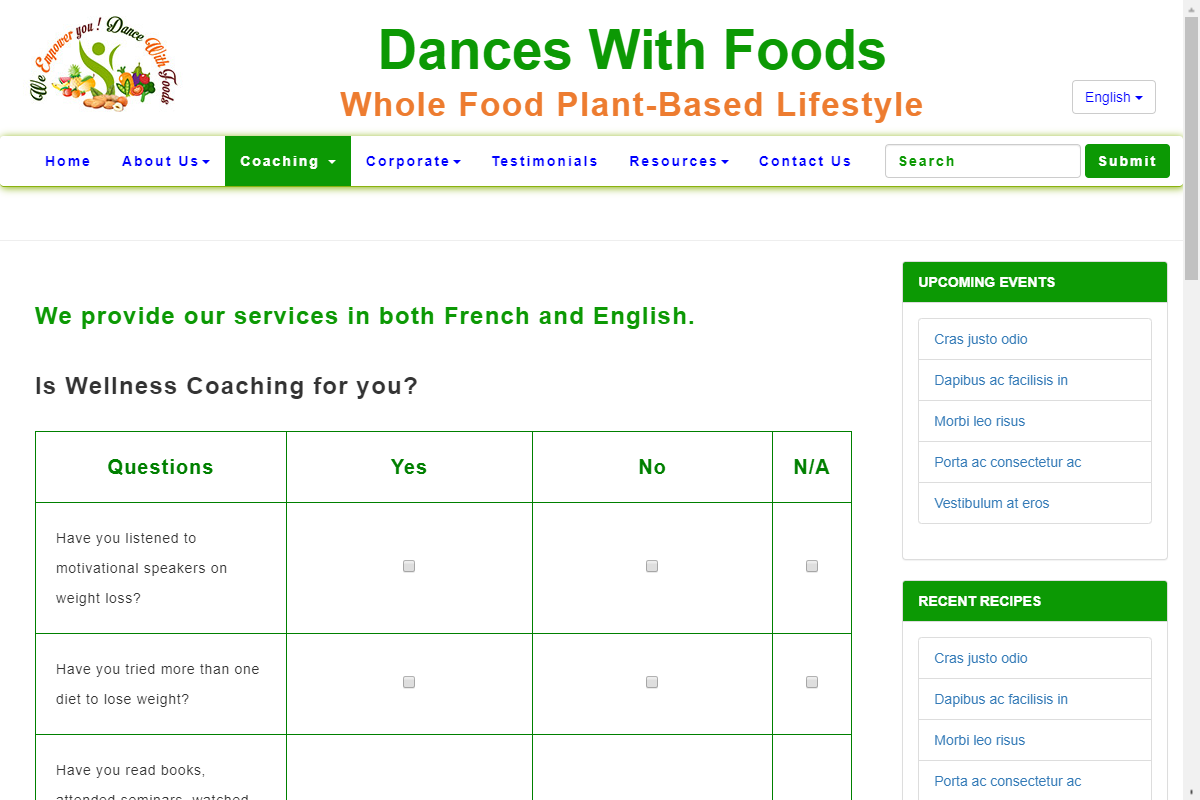 We Empower you ! Dance With Foods
Dances With Foods
Whole Food Plant-Based Lifestyle
English
Home About Us Coaching Corporate Testimonials Resources Contact Us Search Submit
We provide our services in both French and English.
Is Wellness Coaching for you?
Questions Yes No N/A
Have you listened to
motivational speakers on
weight loss?
Have you tried more than one
diet to lose weight?
Have you read books,
attended seminars, watched
UPCOMING EVENTS
Cras justo odio
Dapibus ac facilisis in
Morbi leo risus
Porta ac consectetur ac
Vestibulum at eros
RECENT RECIPES
Cras justo odio
Dapibus ac facilisis in
Morbi leo risus
Porta ac consectetur ac